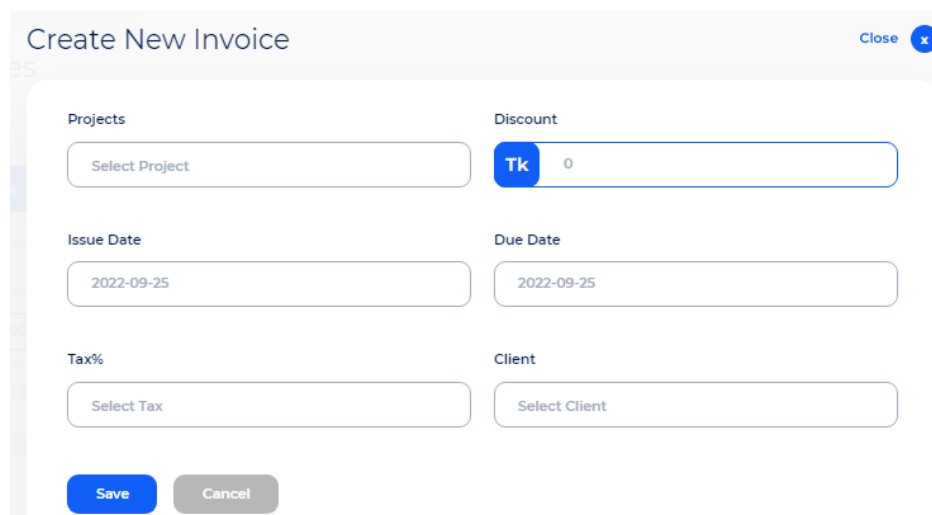 Create New Invoice
Close x
es
Projects
Discount
Select Project
Tk 0
Issue Date
Due Date
2022-09-25
2022-09-25
Tax%
Client
Select Tax
Select Client
Save
Cancel